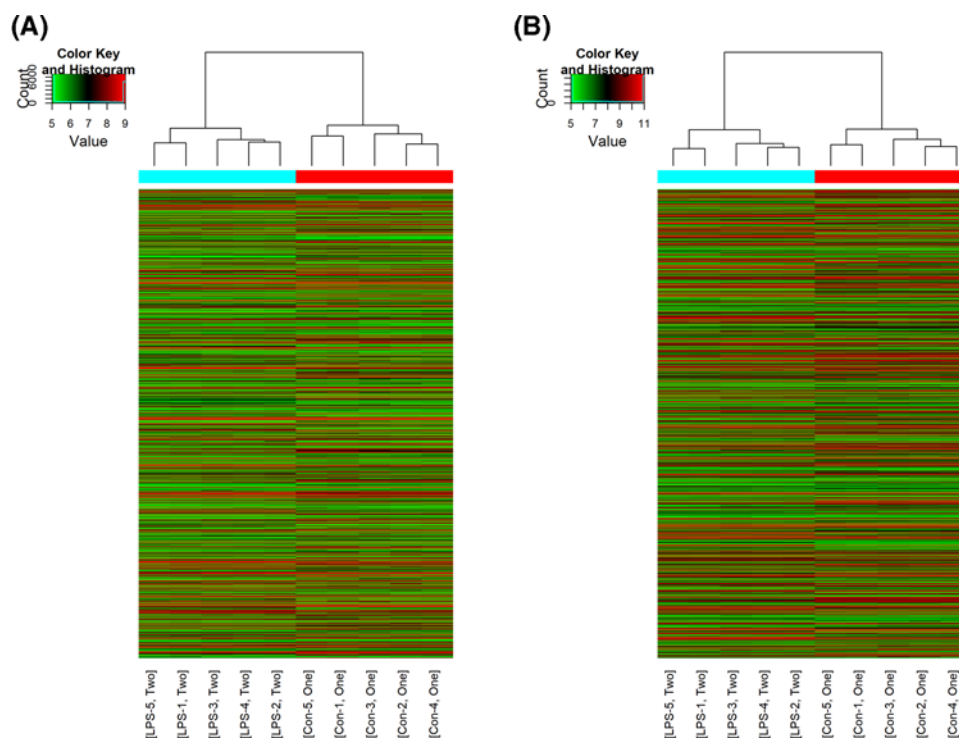 (A)
Color Key
and Histogram
Count
0 6000
5 6 7 8 9
Value
[LPS-5, Two]
[LPS-1, Two]
[LPS-3, Two]
[LPS-4, Two]
[LPS-2, Two]
[Con-5, One]
[Con-1, One]
[Con-3, One]
[Con-2, One]
[Con-4, One]
(B)
Color Key
and Histogram
Count
0
5 7 9 11
Value
[LPS-5, Two]
[LPS-1, Two]
[LPS-3, Two]
[LPS-4, Two]
[LPS-2, Two]
[Con-5, One]
[Con-1, One]
[Con-3, One]
[Con-2, One]
[Con-4, One]